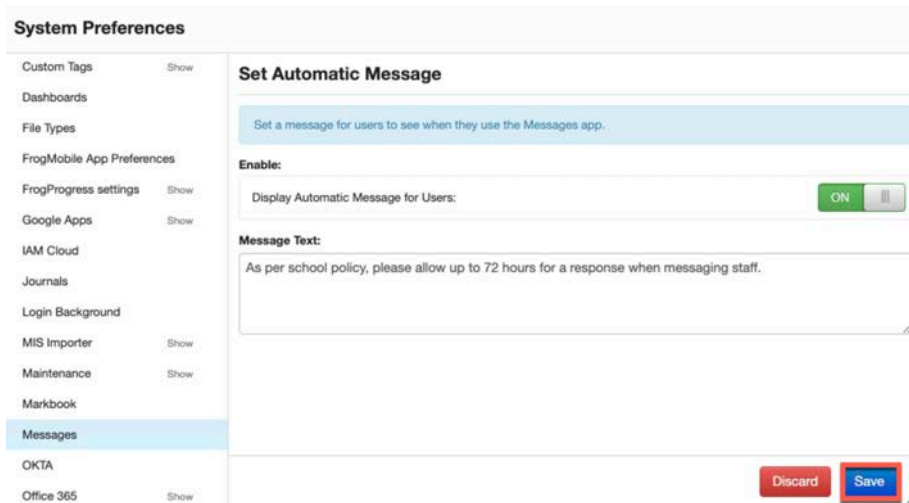 System Preferences
Custom Tags Show
Dashboards
File Types
FrogMobile App Preferences
FrogProgress settings Show
Google Apps Show
IAM Cloud
Journals
Login Background
MIS Importer Show
Maintenance Show
Markbook
Messages
OKTA
Office 365 Show
Set Automatic Message
Set a message for users to see when they use the Messages app.
Enable:
Display Automatic Message for Users: ON
Message Text:
As per school policy, please allow up to 72 hours for a response when messaging staff.
Discard Save